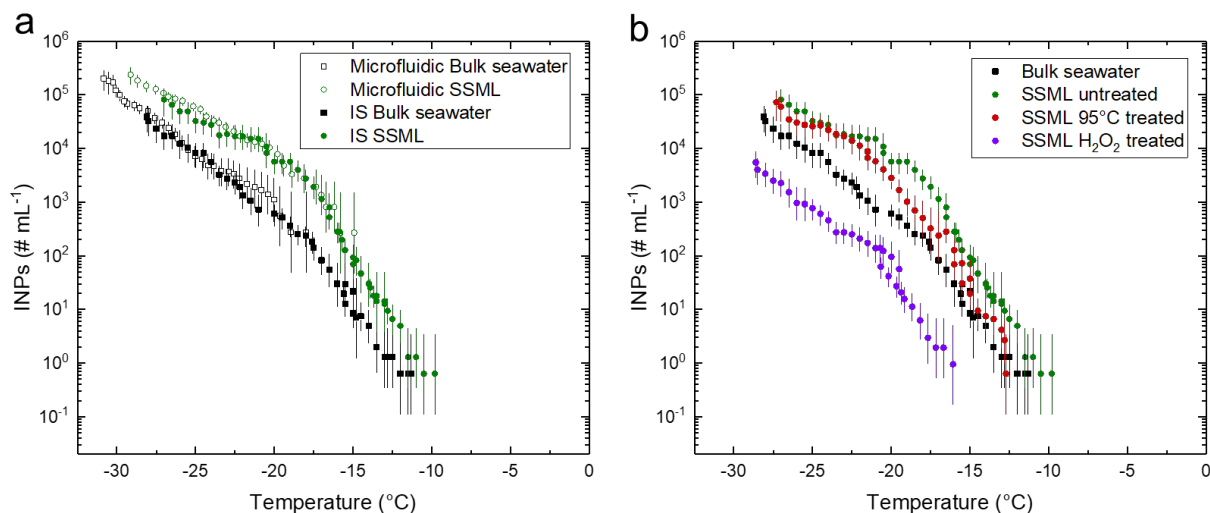 a
INPs (# mL⁻¹)
10⁶
10⁵
10⁴
10³
10²
10¹
10⁰
10⁻¹
Microfluidic Bulk seawater
Microfluidic SSML
IS Bulk seawater
IS SSML
-30 -25 -20 -15 -10 -5 0
Temperature (°C)
b
INPs (# mL⁻¹)
10⁶
10⁵
10⁴
10³
10²
10¹
10⁰
10⁻¹
Bulk seawater
SSML untreated
SSML 95°C treated
SSML H₂O₂ treated
-30 -25 -20 -15 -10 -5 0
Temperature (°C)